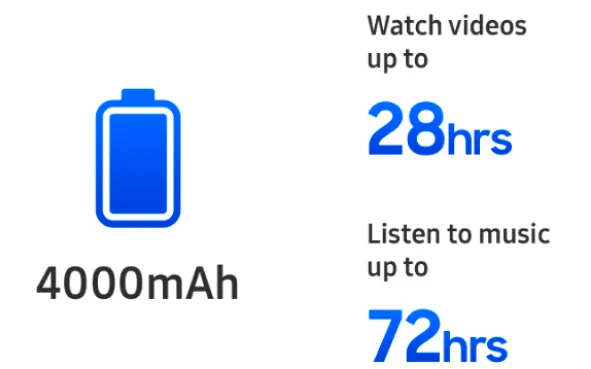 4000mAh
Watch videos
up to
28hrs
Listen to music
up to
72hrs